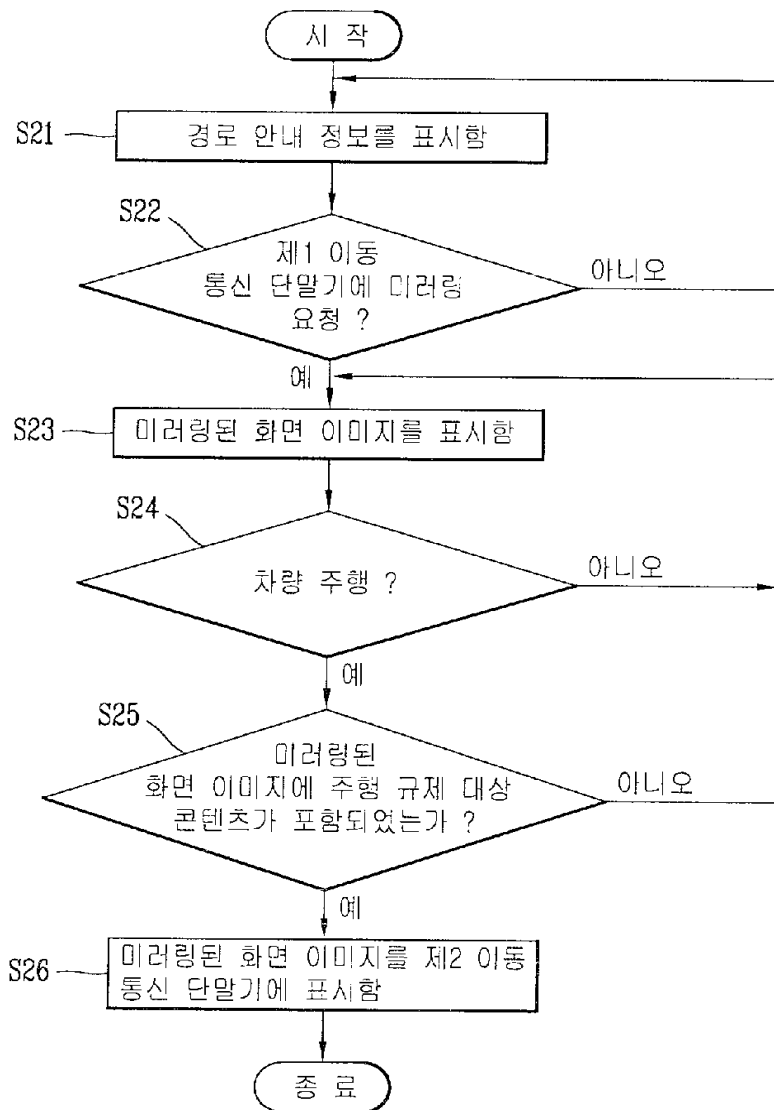 시 작
S21
경로 안내 정보를 표시함
S22
제1 이동
통신 단말기에 미러링
요청 ?
아니오
예
S23
미러링된 화면 이미지를 표시함
S24
차량 주행 ?
아니오
예
S25
미러링된
화면 이미지에 주행 규제 대상
콘텐츠가 포함되었는가 ?
아니오
예
S26
미러링된 화면 이미지를 제2 이동
통신 단말기에 표시함
종 료